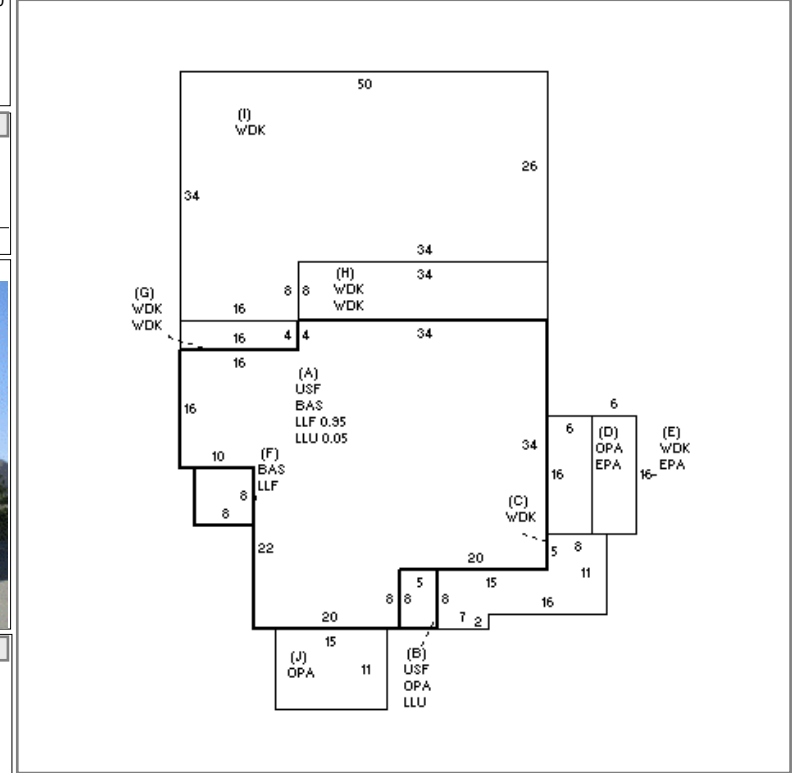 50
(I)
WDK
26
34
34
(H)
34
WDK
WDK
8
8
(G)
WDK
WDK
16
16
4
4
34
16
(A)
USF
BAS
LLF 0.95
LLU 0.05
16
6
6
(D)
OPA
EPA
(E)
WDK
EPA
34
16
16
10
(F)
BAS
LLF
8
8
(C)
WDK
22
20
5
8
11
5
15
8
8
8
16
20
7
2
15
(J)
OPA
11
(B)
USF
OPA
LLU